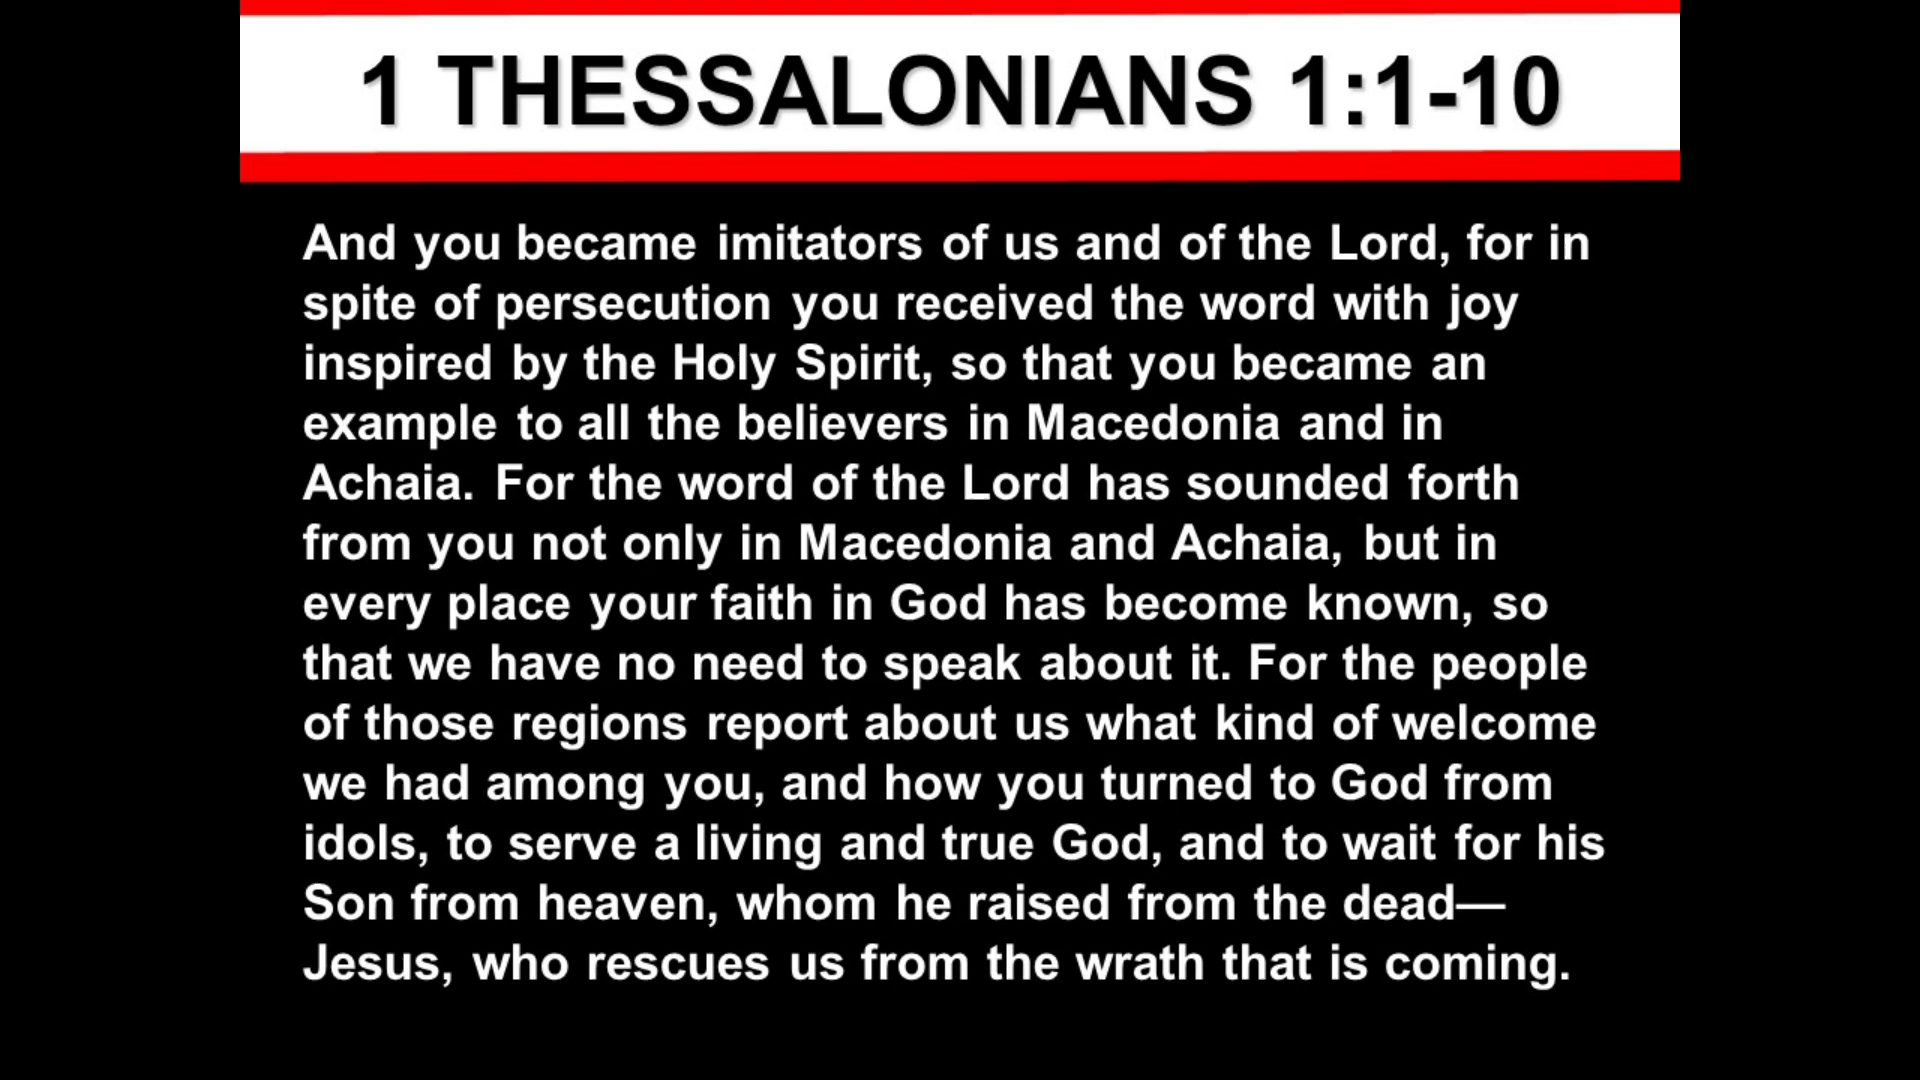 1 THESSALONIANS 1:1-10
And you became imitators of us and of the Lord, for in
spite of persecution you received the word with joy
inspired by the Holy Spirit, so that you became an
example to all the believers in Macedonia and in
Achaia. For the word of the Lord has sounded forth
from you not only in Macedonia and Achaia, but in
every place your faith in God has become known, so
that we have no need to speak about it. For the people
of those regions report about us what kind of welcome
we had among you, and how you turned to God from
idols, to serve a living and true God, and to wait for his
Son from heaven, whom he raised from the dead—
Jesus, who rescues us from the wrath that is coming.